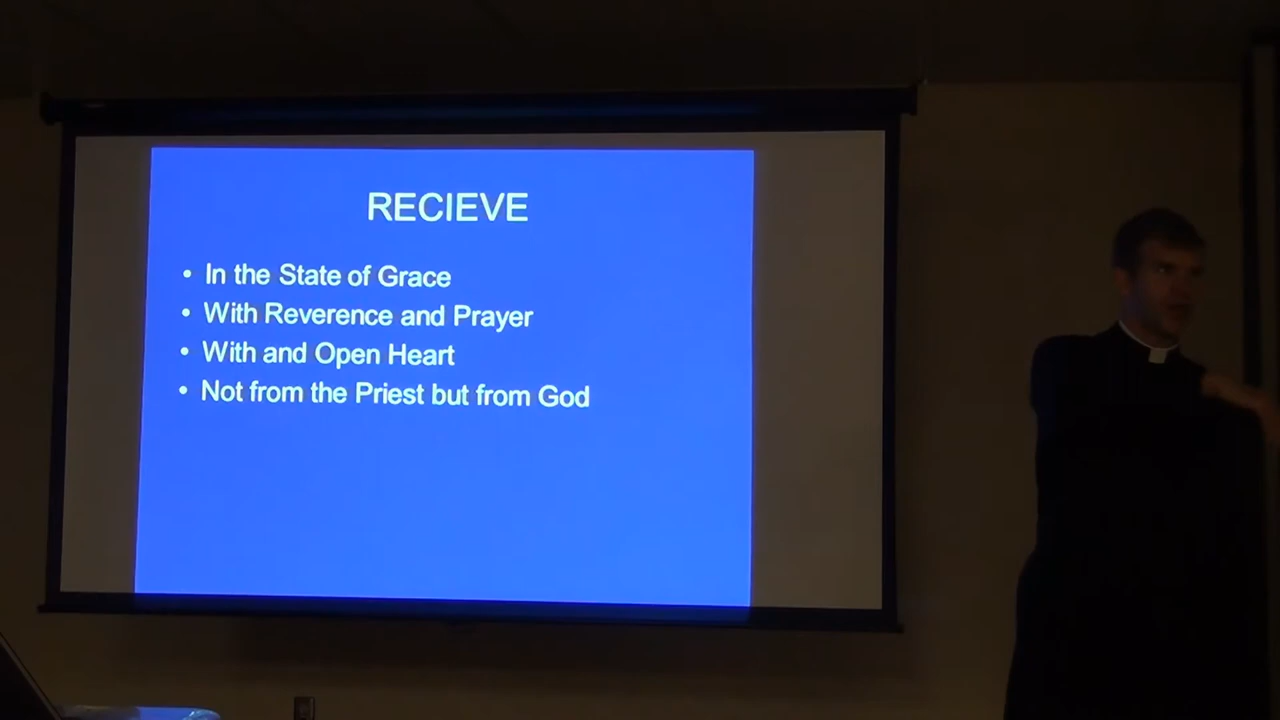 RECIEVE
• In the State of Grace
• With Reverence and Prayer
• With and Open Heart
• Not from the Priest but from God